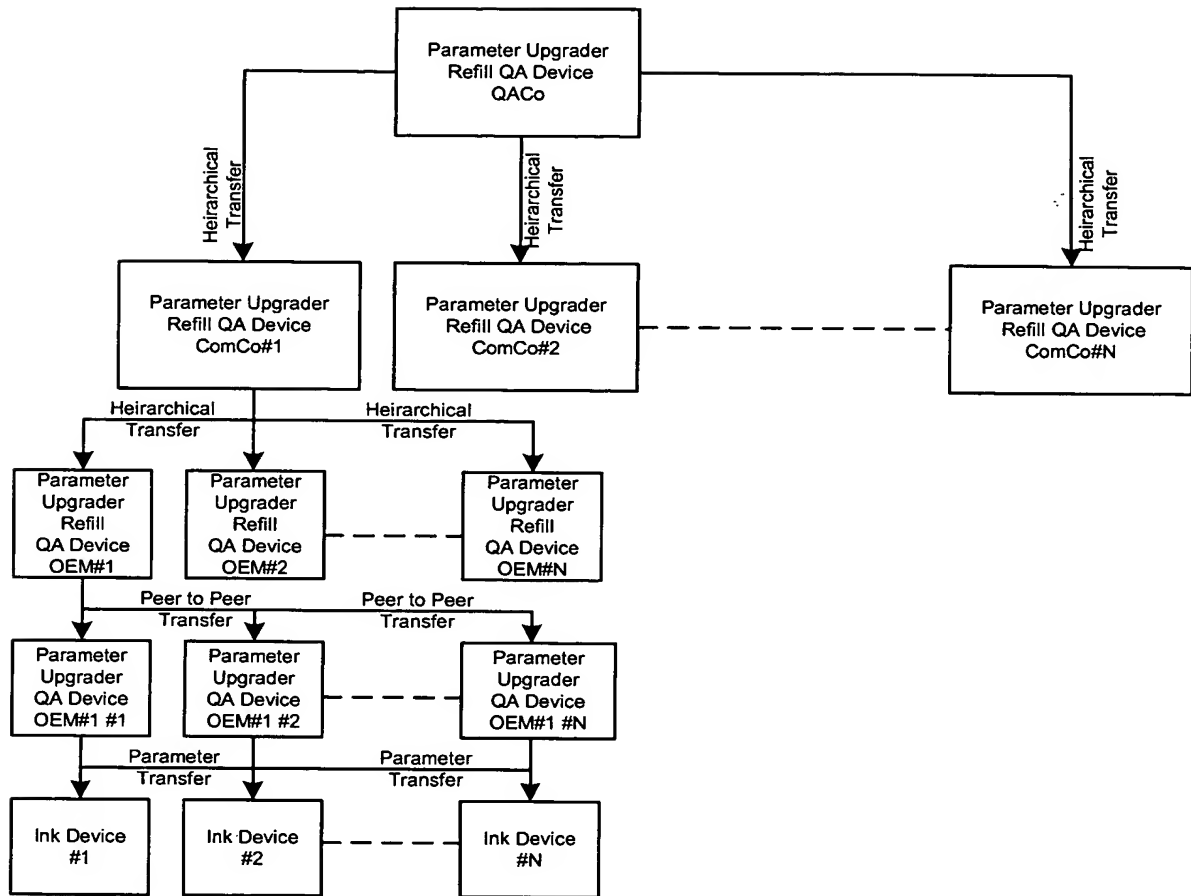 Parameter Upgrader
Refill QA Device
QACo
Heirarchical
Transfer
Heirarchical
Transfer
Heirarchical
Transfer
Parameter Upgrader
Refill QA Device
ComCo#1
Parameter Upgrader
Refill QA Device
ComCo#2
Parameter Upgrader
Refill QA Device
ComCo#N
Heirarchical
Transfer
Heirarchical
Transfer
Parameter
Upgrader
Refill
QA Device
OEM#1
Parameter
Upgrader
Refill
QA Device
OEM#2
Parameter
Upgrader
Refill
QA Device
OEM#N
Peer to Peer
Transfer
Peer to Peer
Transfer
Parameter
Upgrader
QA Device
OEM#1 #1
Parameter
Upgrader
QA Device
OEM#1 #2
Parameter
Upgrader
QA Device
OEM#1 #N
Parameter
Transfer
Parameter
Transfer
Ink Device
#1
Ink Device
#2
Ink Device
#N